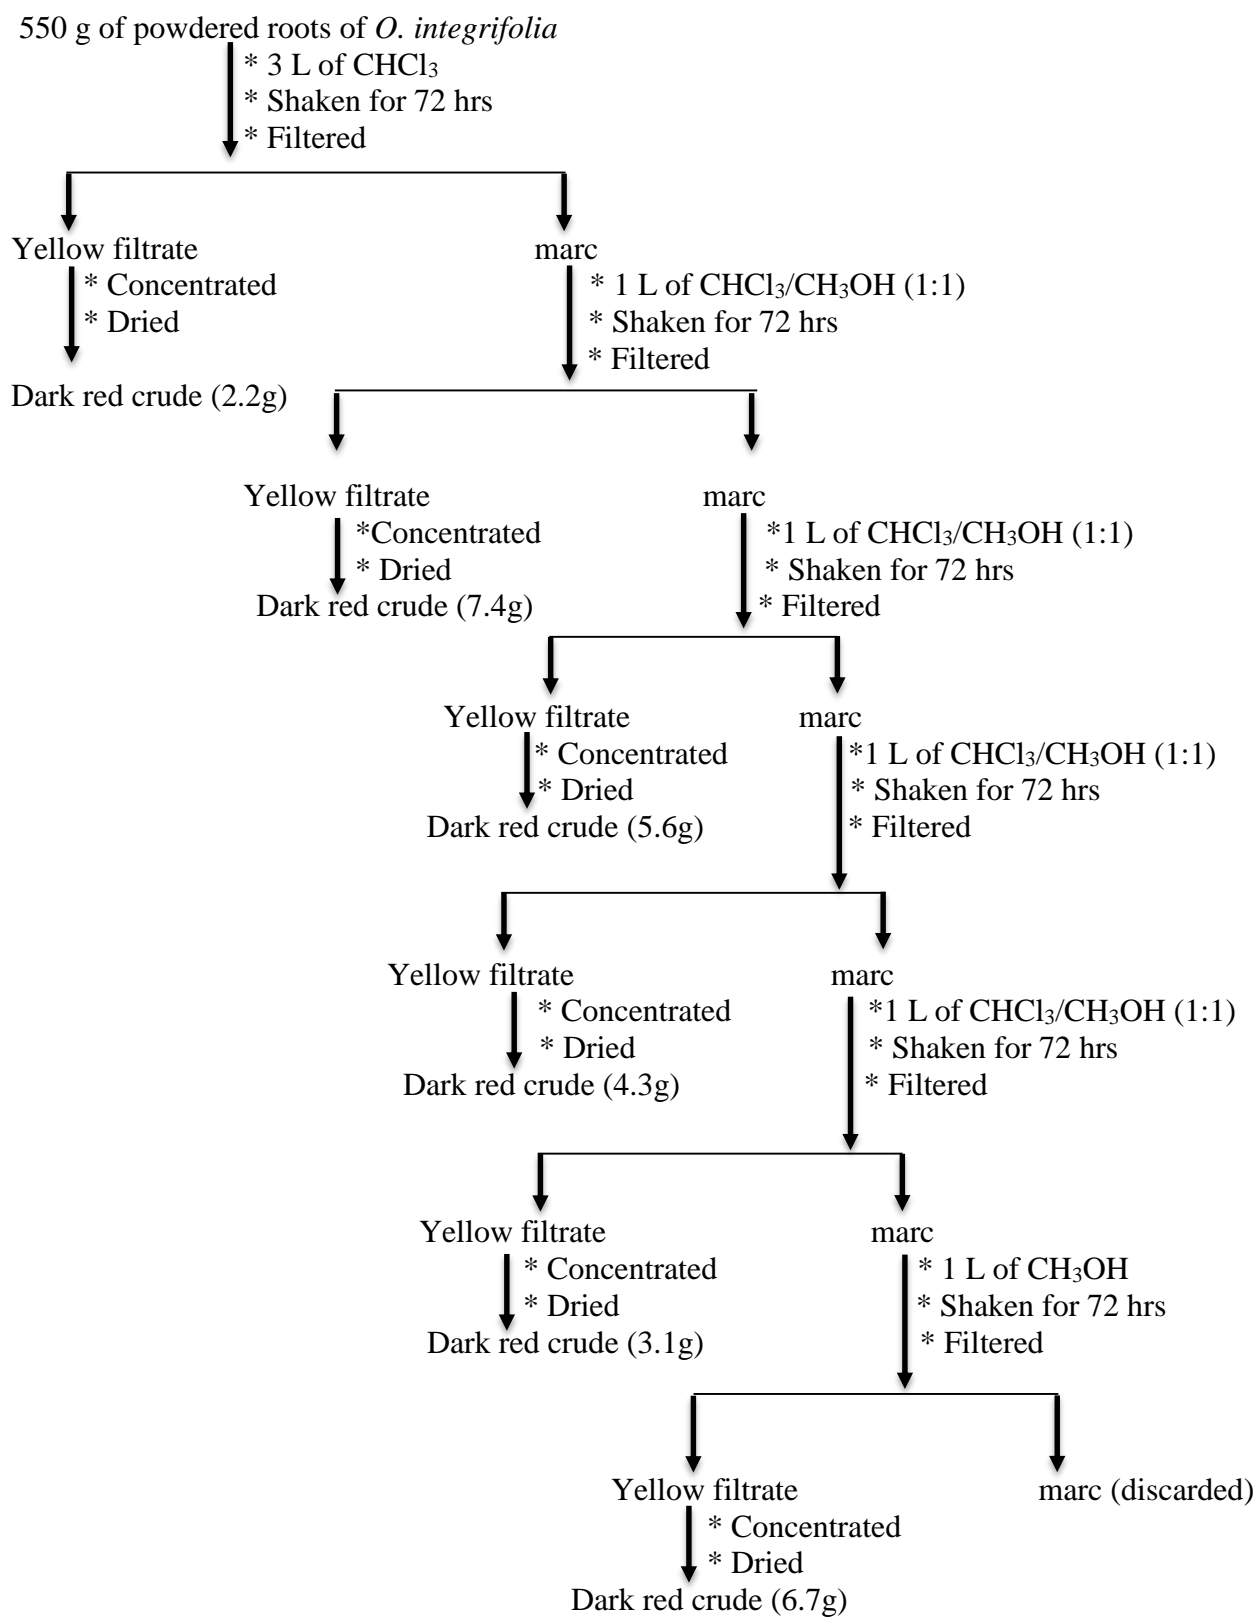 550 g of powdered roots of O. integrifolia
* 3 L of CHCl₃
* Shaken for 72 hrs
* Filtered
Yellow filtrate
* Concentrated
* Dried
Dark red crude (2.2g)
marc
* 1 L of CHCl₃/CH₃OH (1:1)
* Shaken for 72 hrs
* Filtered
Yellow filtrate
*Concentrated
* Dried
Dark red crude (7.4g)
marc
*1 L of CHCl₃/CH₃OH (1:1)
* Shaken for 72 hrs
* Filtered
Yellow filtrate
* Concentrated
* Dried
Dark red crude (5.6g)
marc
*1 L of CHCl₃/CH₃OH (1:1)
* Shaken for 72 hrs
* Filtered
Yellow filtrate
* Concentrated
* Dried
Dark red crude (4.3g)
marc
*1 L of CHCl₃/CH₃OH (1:1)
* Shaken for 72 hrs
* Filtered
Yellow filtrate
* Concentrated
* Dried
Dark red crude (3.1g)
marc
* 1 L of CH₃OH
* Shaken for 72 hrs
* Filtered
Yellow filtrate
* Concentrated
* Dried
Dark red crude (6.7g)
marc (discarded)